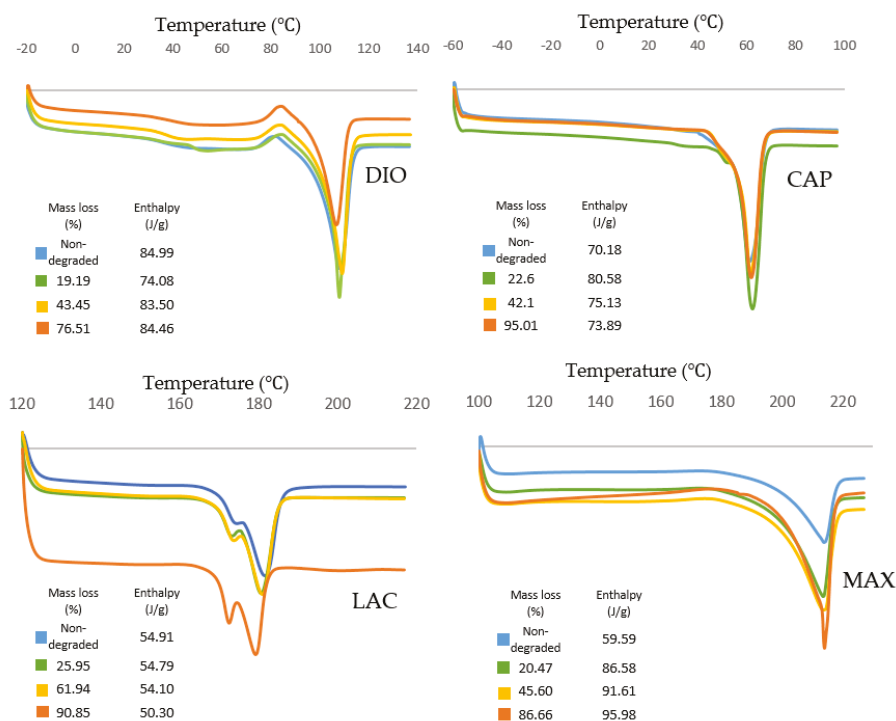 Temperature (℃)
-20 0 20 40 60 80 100 120 140
DIO
Mass loss Enthalpy
(%) (J/g)
Non-
degraded 84.99
19.19 74.08
43.45 83.50
76.51 84.46
Temperature (℃)
-60 -40 -20 0 20 40 60 80 100
CAP
Mass loss Enthalpy
(%) (J/g)
Non-
degraded 70.18
22.6 80.58
42.1 75.13
95.01 73.89
Temperature (℃)
120 140 160 180 200 220
LAC
Mass loss Enthalpy
(%) (J/g)
Non-
degraded 54.91
25.95 54.79
61.94 54.10
90.85 50.30
Temperature (℃)
100 120 140 160 180 200 220
MAX
Mass loss Enthalpy
(%) (J/g)
Non-
degraded 59.59
20.47 86.58
45.60 91.61
86.66 95.98